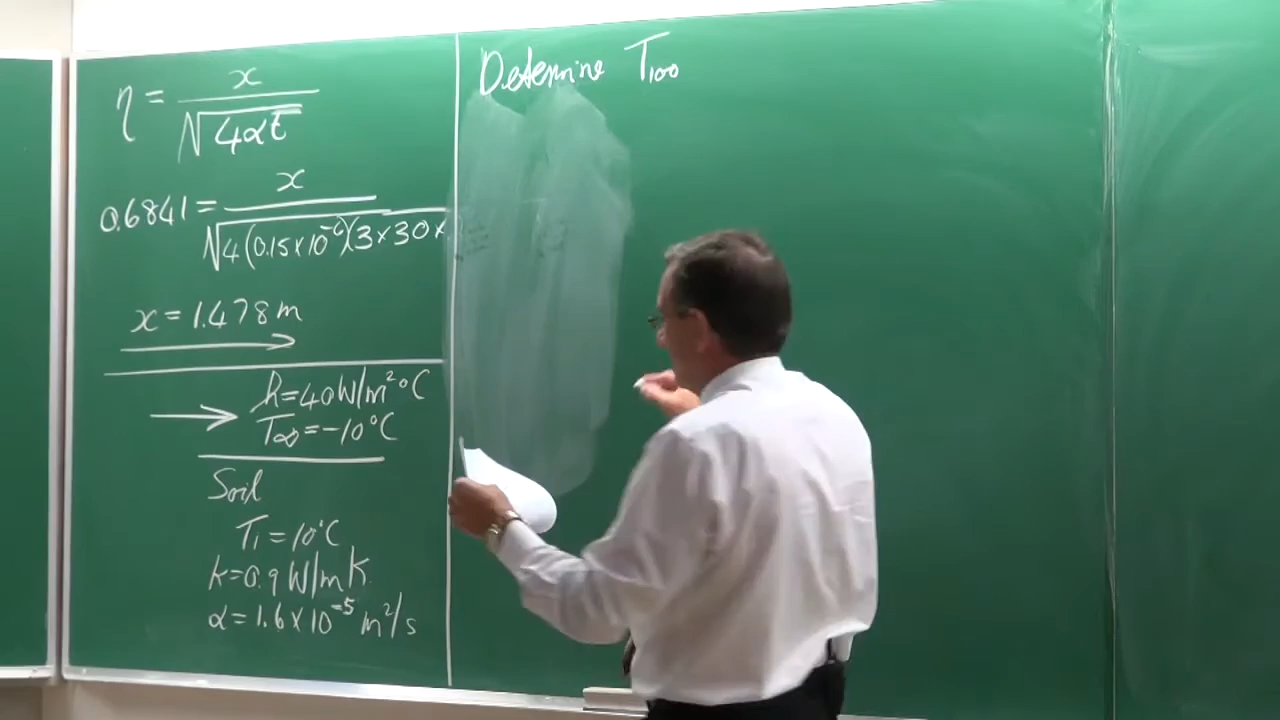 η = x / √4αt
0.6841 = x / √4(0.15×10⁻⁶)(3×30×
x = 1.478 m
h=40W/m²°C
T∞=-10°C
Soil
Ti=10°C
k=0.9 W/mK
α=1.6×10⁻⁵ m²/s
Determine T₁₀₀